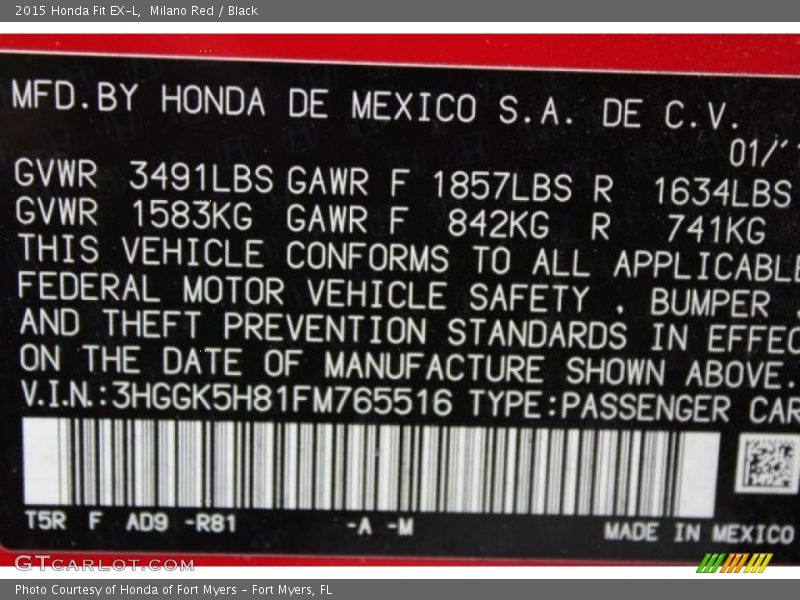 2015 Honda Fit EX-L,  Milano Red / Black
MFD.BY HONDA DE MEXICO S.A. DE C.V.
01/
GVWR 3491LBS GAWR F 1857LBS R 1634LBS
GVWR 1583KG GAWR F 842KG R 741KG
THIS VEHICLE CONFORMS TO ALL APPLICABLE
FEDERAL MOTOR VEHICLE SAFETY , BUMPER ,
AND THEFT PREVENTION STANDARDS IN EFFEC
ON THE DATE OF MANUFACTURE SHOWN ABOVE.
V.I.N.:3HGGK5H81FM765516 TYPE:PASSENGER CAR
T5R F AD9 -R81 -A -M
MADE IN MEXICO
GTCARLOT.COM
Photo Courtesy of Honda of Fort Myers - Fort Myers, FL